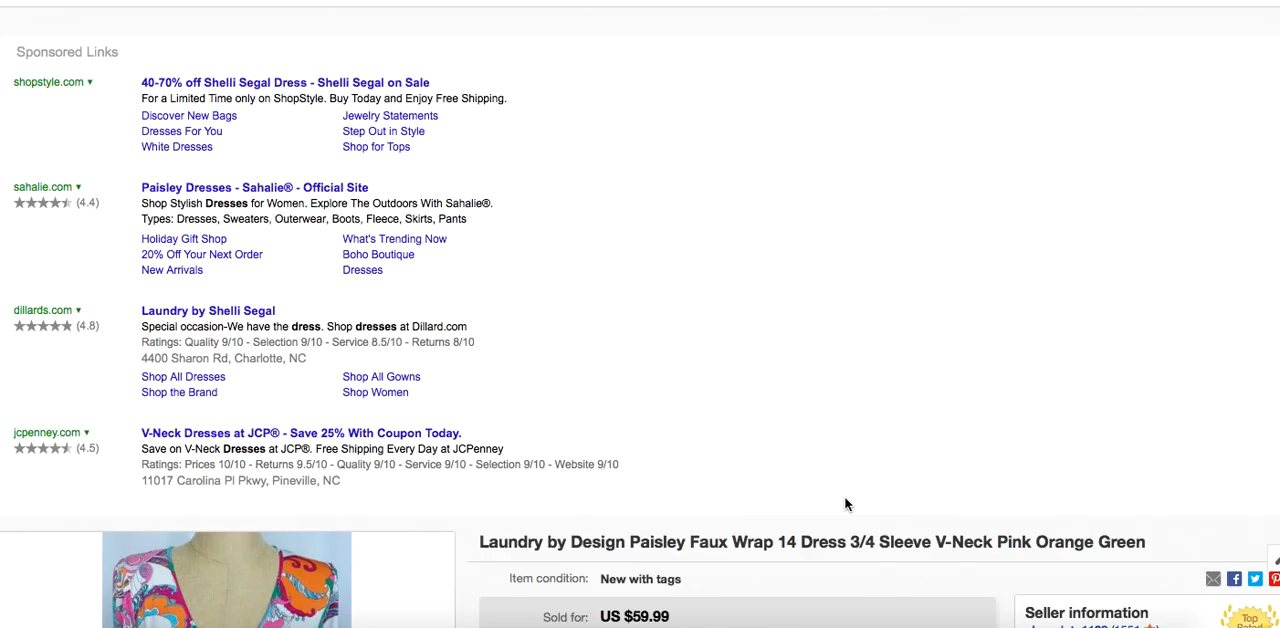 Sponsored Links
shopstyle.com ▾
40-70% off Shelli Segal Dress - Shelli Segal on Sale
For a Limited Time only on ShopStyle. Buy Today and Enjoy Free Shipping.
Discover New Bags Jewelry Statements
Dresses For You Step Out in Style
White Dresses Shop for Tops
sahalie.com ▾
Paisley Dresses - Sahalie® - Official Site
(4.4) Shop Stylish Dresses for Women. Explore The Outdoors With Sahalie®.
Types: Dresses, Sweaters, Outerwear, Boots, Fleece, Skirts, Pants
Holiday Gift Shop What's Trending Now
20% Off Your Next Order Boho Boutique
New Arrivals Dresses
dillards.com ▾
Laundry by Shelli Segal
(4.8) Special occasion-We have the dress. Shop dresses at Dillard.com
Ratings: Quality 9/10 - Selection 9/10 - Service 8.5/10 - Returns 8/10
4400 Sharon Rd, Charlotte, NC
Shop All Dresses Shop All Gowns
Shop the Brand Shop Women
jcpenney.com ▾
V-Neck Dresses at JCP® - Save 25% With Coupon Today.
(4.5) Save on V-Neck Dresses at JCP®. Free Shipping Every Day at JCPenney
Ratings: Prices 10/10 - Returns 9.5/10 - Quality 9/10 - Service 9/10 - Selection 9/10 - Website 9/10
11017 Carolina Pl Pkwy, Pineville, NC
Laundry by Design Paisley Faux Wrap 14 Dress 3/4 Sleeve V-Neck Pink Orange Green
Item condition: New with tags
Sold for: US $59.99
Seller information
Top
Rated